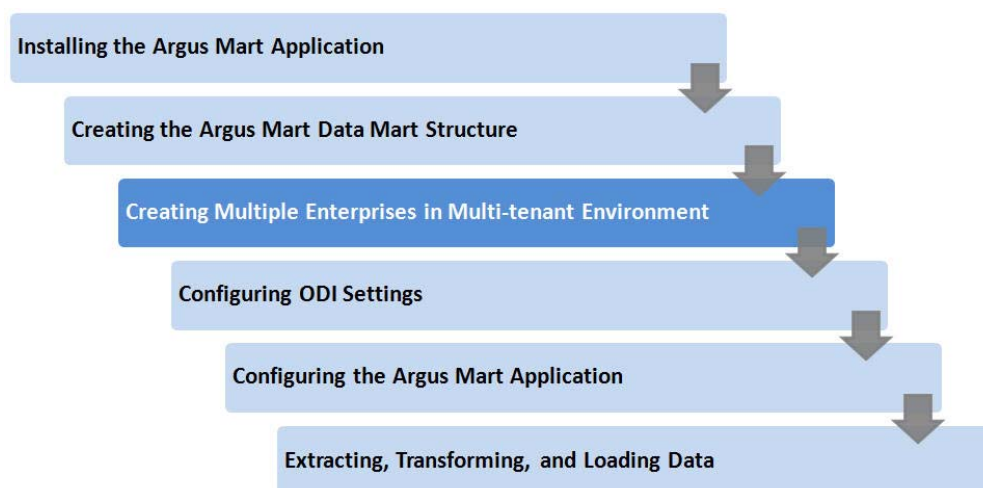 Installing the Argus Mart Application
Creating the Argus Mart Data Mart Structure
Creating Multiple Enterprises in Multi-tenant Environment
Configuring ODI Settings
Configuring the Argus Mart Application
Extracting, Transforming, and Loading Data